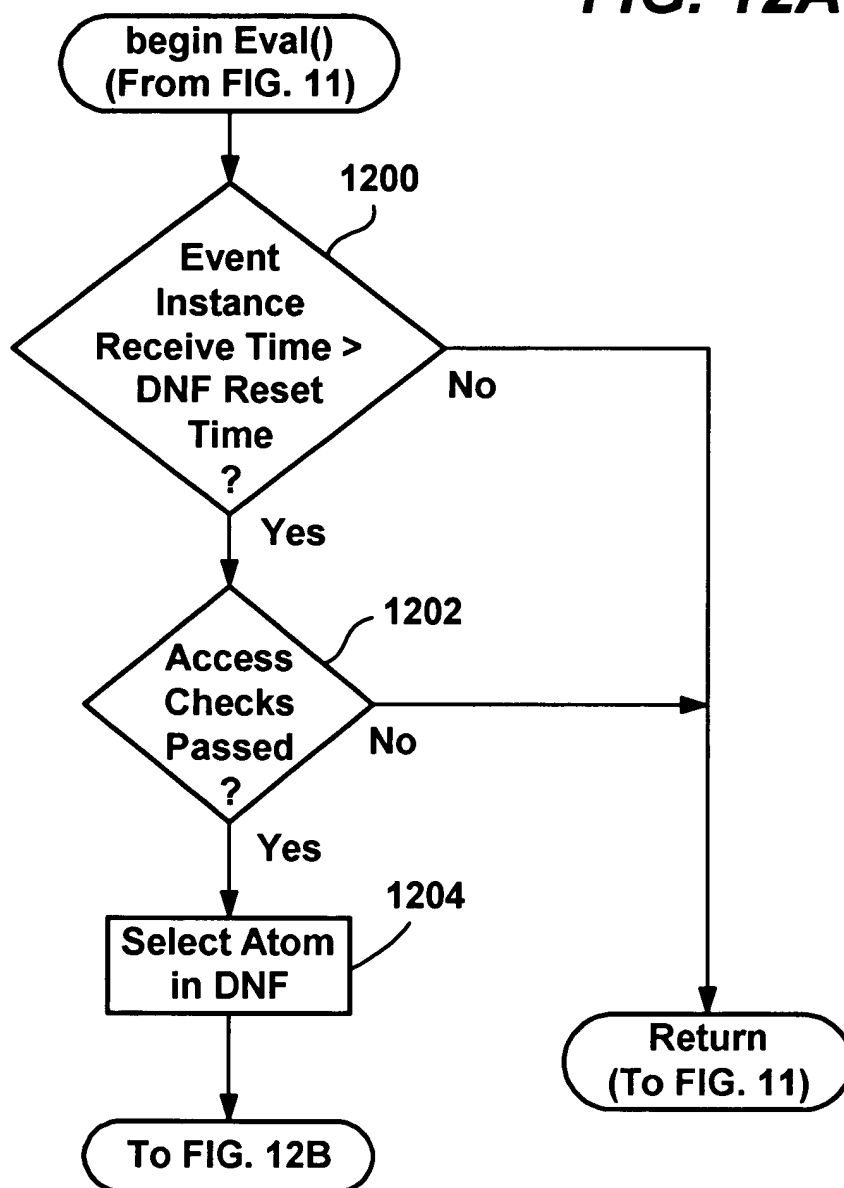 FIG. 12A
begin Eval()
(From FIG. 11)
1200
Event
Instance
Receive Time >
DNF Reset
Time
?
No
Yes
1202
Access
Checks
Passed
?
No
Yes
1204
Select Atom
in DNF
Return
(To FIG. 11)
To FIG. 12B